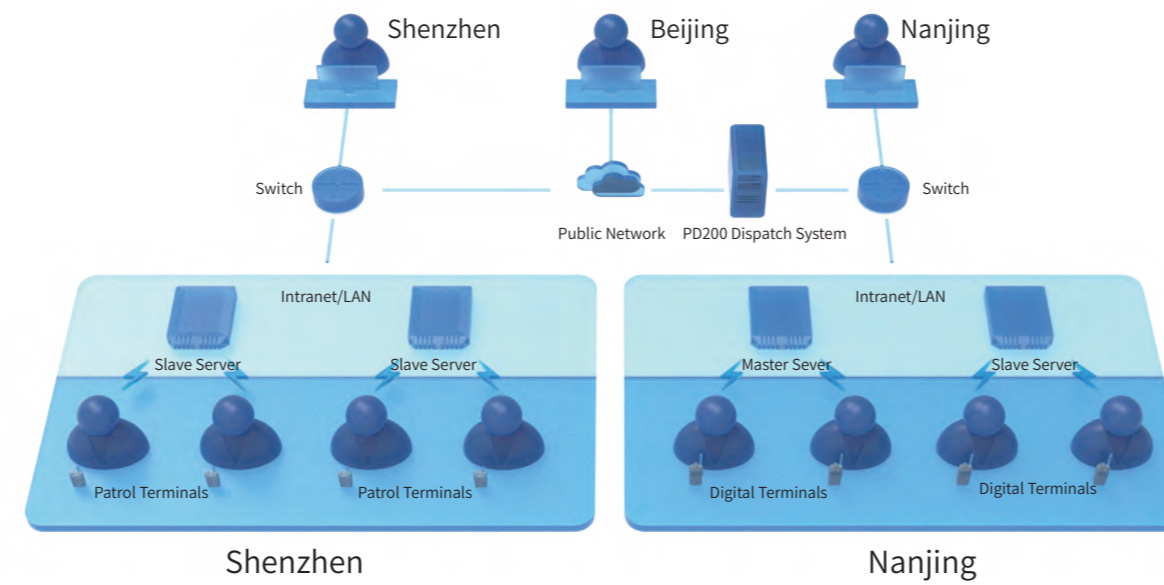 Shenzhen
Beijing
Nanjing
Switch
Switch
Public Network
PD200 Dispatch System
Intranet/LAN
Intranet/LAN
Slave Server
Slave Server
Master Sever
Slave Server
Patrol Terminals
Patrol Terminals
Digital Terminals
Digital Terminals
Shenzhen
Nanjing